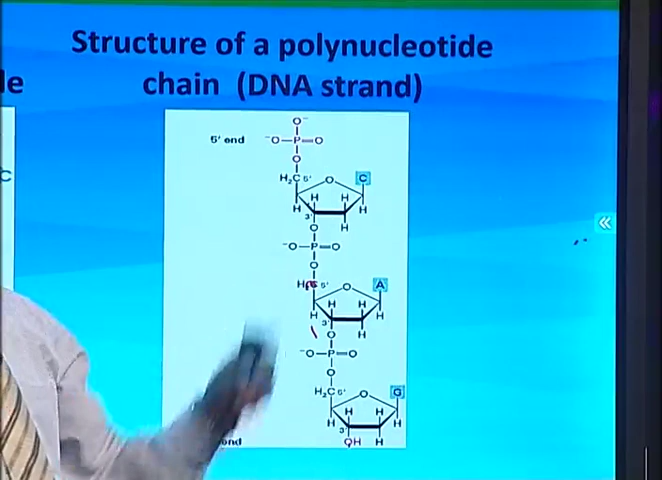 Structure of a polynucleotide
chain (DNA strand)
le
C
O⁻
5' end ⁻O—P=O
O
H₂C 5' O C
H H H H
3' H
O
⁻O—P=O
O
5' O A
H H H H
3' H
O
⁻O—P=O
O
H₂C 5' O G
H H H H
3'
end OH H
«